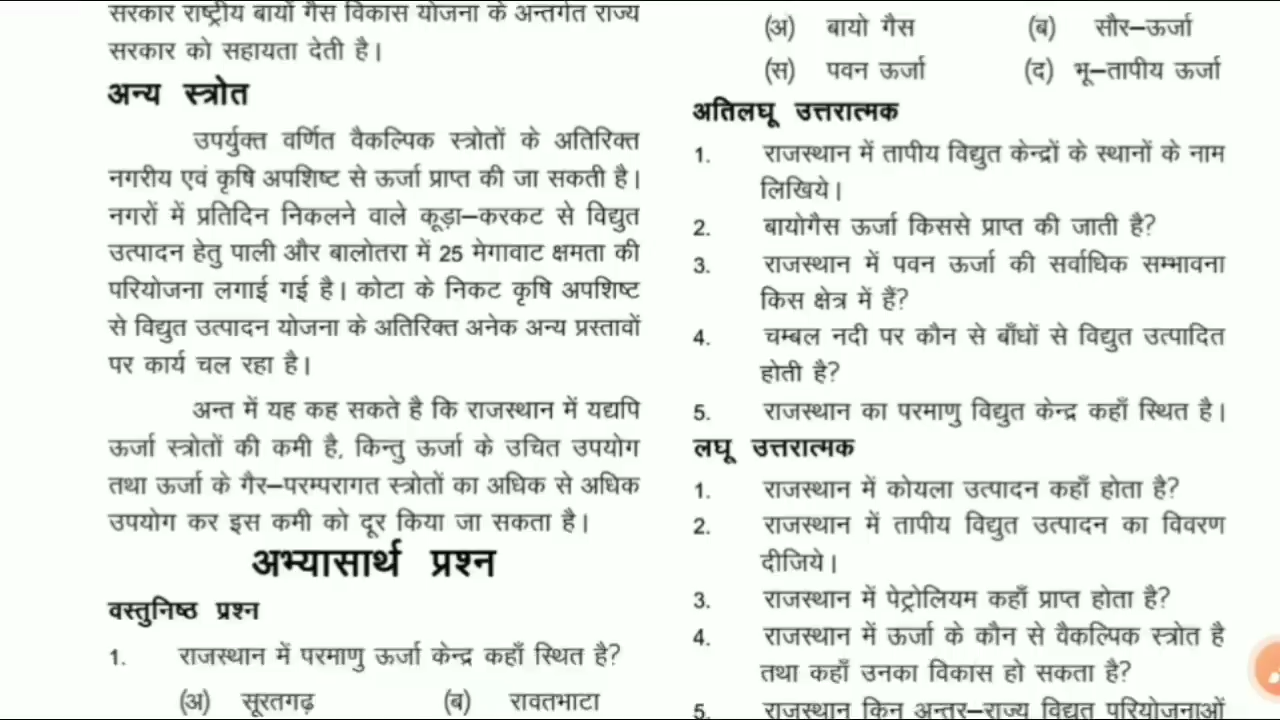 सरकार राष्ट्रीय बायो गैस विकास योजना के अन्तर्गत राज्य
सरकार को सहायता देती है।
अन्य स्त्रोत
उपर्युक्त वर्णित वैकल्पिक स्त्रोतों के अतिरिक्त
नगरीय एवं कृषि अपशिष्ट से ऊर्जा प्राप्त की जा सकती है।
नगरों में प्रतिदिन निकलने वाले कूड़ा–करकट से विद्युत
उत्पादन हेतु पाली और बालोतरा में 25 मेगावाट क्षमता की
परियोजना लगाई गई है। कोटा के निकट कृषि अपशिष्ट
से विद्युत उत्पादन योजना के अतिरिक्त अनेक अन्य प्रस्तावों
पर कार्य चल रहा है।
अन्त में यह कह सकते है कि राजस्थान में यद्यपि
ऊर्जा स्त्रोतों की कमी है, किन्तु ऊर्जा के उचित उपयोग
तथा ऊर्जा के गैर–परम्परागत स्त्रोतों का अधिक से अधिक
उपयोग कर इस कमी को दूर किया जा सकता है।
अभ्यासार्थ प्रश्न
वस्तुनिष्ठ प्रश्न
1. राजस्थान में परमाणु ऊर्जा केन्द्र कहाँ स्थित है?
(अ) सूरतगढ़ (ब) रावतभाटा
(अ) बायो गैस (ब) सौर–ऊर्जा
(स) पवन ऊर्जा (द) भू–तापीय ऊर्जा
अतिलघू उत्तरात्मक
1. राजस्थान में तापीय विद्युत केन्द्रों के स्थानों के नाम
लिखिये।
2. बायोगैस ऊर्जा किससे प्राप्त की जाती है?
3. राजस्थान में पवन ऊर्जा की सर्वाधिक सम्भावना
किस क्षेत्र में हैं?
4. चम्बल नदी पर कौन से बाँधों से विद्युत उत्पादित
होती है?
5. राजस्थान का परमाणु विद्युत केन्द्र कहाँ स्थित है।
लघू उत्तरात्मक
1. राजस्थान में कोयला उत्पादन कहाँ होता है?
2. राजस्थान में तापीय विद्युत उत्पादन का विवरण
दीजिये।
3. राजस्थान में पेट्रोलियम कहाँ प्राप्त होता है?
4. राजस्थान में ऊर्जा के कौन से वैकल्पिक स्त्रोत है
तथा कहाँ उनका विकास हो सकता है?
5. राजस्थान किन अन्तर–राज्य विद्युत परियोजनाओं